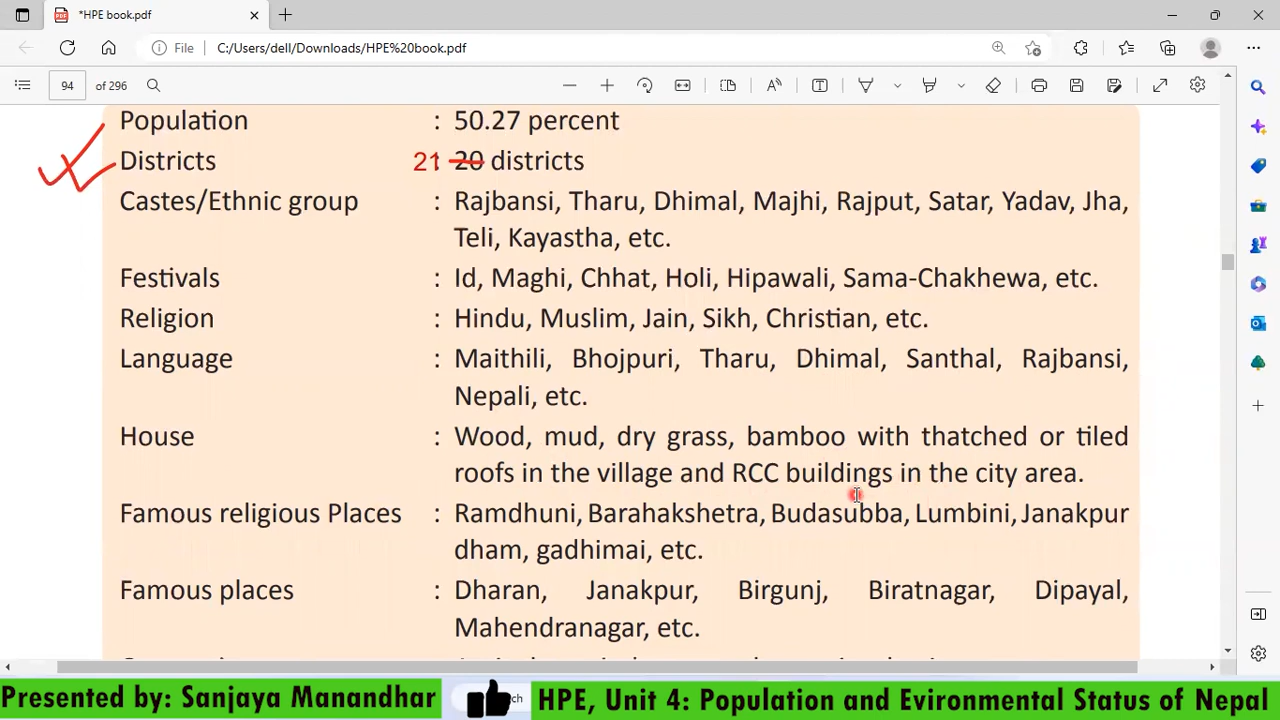 *HPE book.pdf
File C:/Users/dell/Downloads/HPE%20book.pdf
94 of 296
Population : 50.27 percent
Districts 21: 20 districts
Castes/Ethnic group : Rajbansi, Tharu, Dhimal, Majhi, Rajput, Satar, Yadav, Jha,
Teli, Kayastha, etc.
Festivals : Id, Maghi, Chhat, Holi, Hipawali, Sama-Chakhewa, etc.
Religion : Hindu, Muslim, Jain, Sikh, Christian, etc.
Language : Maithili, Bhojpuri, Tharu, Dhimal, Santhal, Rajbansi,
Nepali, etc.
House : Wood, mud, dry grass, bamboo with thatched or tiled
roofs in the village and RCC buildings in the city area.
Famous religious Places : Ramdhuni, Barahakshetra, Budasubba, Lumbini, Janakpur
dham, gadhimai, etc.
Famous places : Dharan, Janakpur, Birgunj, Biratnagar, Dipayal,
Mahendranagar, etc.
Presented by: Sanjaya Manandhar HPE, Unit 4: Population and Evironmental Status of Nepal